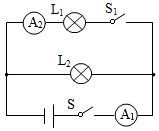 A₂ L₁ S₁
L₂
S A₁